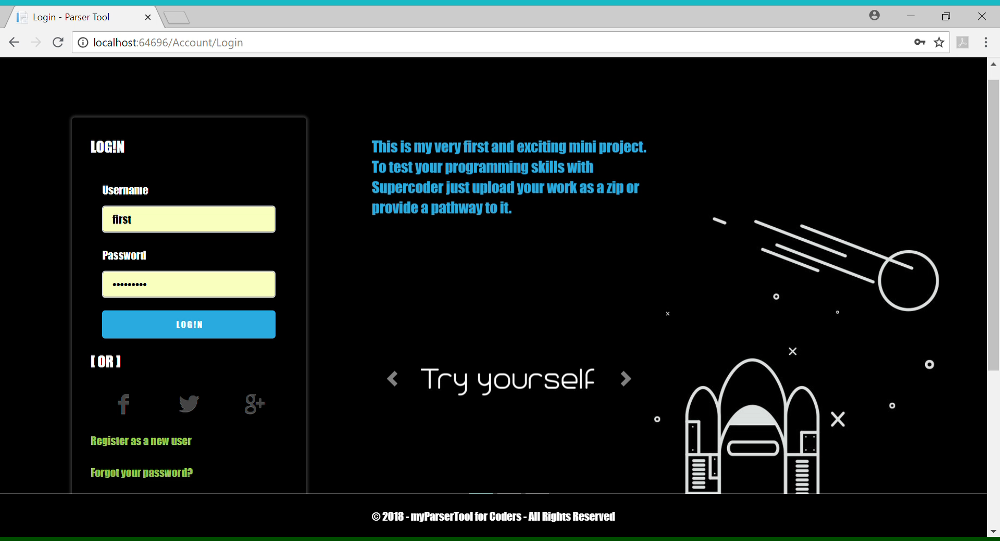 Login - Parser Tool
localhost:64696/Account/Login
LOG!N
Username
first
Password
•••••••••
LOG!N
[ OR ]
Register as a new user
Forgot your password?
This is my very first and exciting mini project.
To test your programming skills with
Supercoder just upload your work as a zip or
provide a pathway to it.
Try yourself
© 2018 - myParserTool for Coders - All Rights Reserved